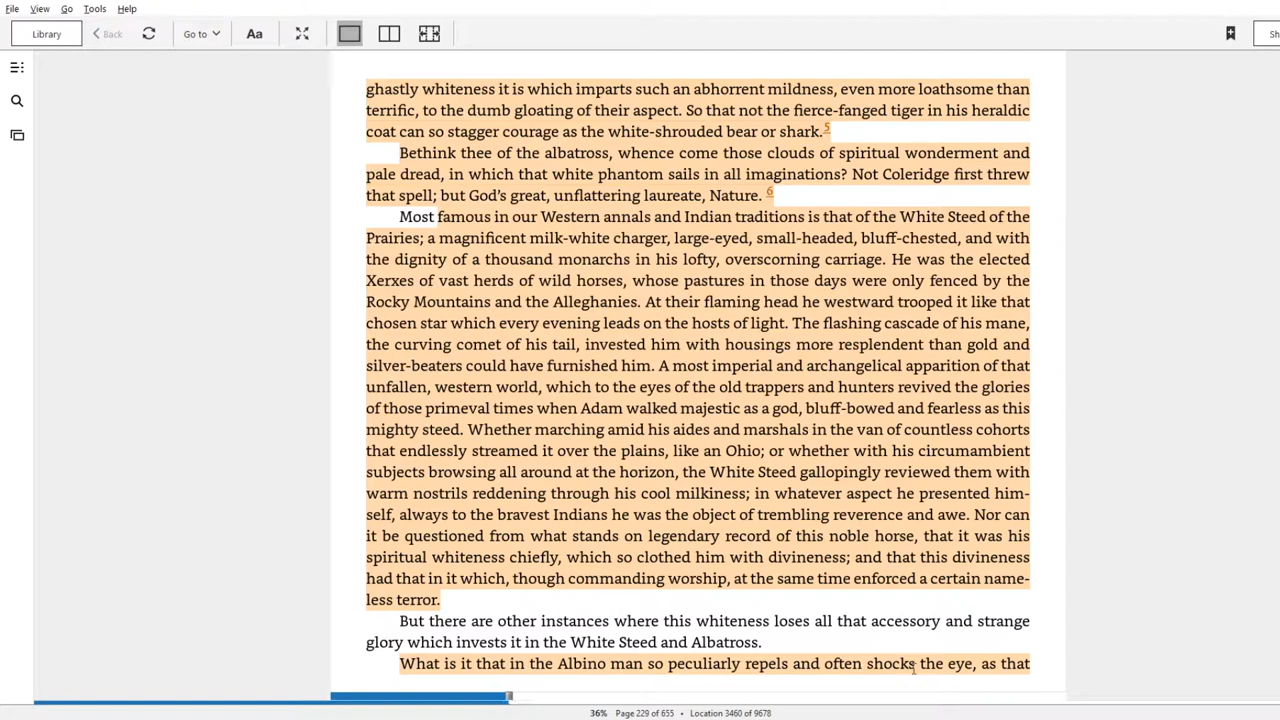 File View Go Tools Help
Library Back Go to Aa Sh
ghastly whiteness it is which imparts such an abhorrent mildness, even more loathsome than
terrific, to the dumb gloating of their aspect. So that not the fierce-fanged tiger in his heraldic
coat can so stagger courage as the white-shrouded bear or shark.5
Bethink thee of the albatross, whence come those clouds of spiritual wonderment and
pale dread, in which that white phantom sails in all imaginations? Not Coleridge first threw
that spell; but God’s great, unflattering laureate, Nature. 6
Most famous in our Western annals and Indian traditions is that of the White Steed of the
Prairies; a magnificent milk-white charger, large-eyed, small-headed, bluff-chested, and with
the dignity of a thousand monarchs in his lofty, overscorning carriage. He was the elected
Xerxes of vast herds of wild horses, whose pastures in those days were only fenced by the
Rocky Mountains and the Alleghanies. At their flaming head he westward trooped it like that
chosen star which every evening leads on the hosts of light. The flashing cascade of his mane,
the curving comet of his tail, invested him with housings more resplendent than gold and
silver-beaters could have furnished him. A most imperial and archangelical apparition of that
unfallen, western world, which to the eyes of the old trappers and hunters revived the glories
of those primeval times when Adam walked majestic as a god, bluff-bowed and fearless as this
mighty steed. Whether marching amid his aides and marshals in the van of countless cohorts
that endlessly streamed it over the plains, like an Ohio; or whether with his circumambient
subjects browsing all around at the horizon, the White Steed gallopingly reviewed them with
warm nostrils reddening through his cool milkiness; in whatever aspect he presented him-
self, always to the bravest Indians he was the object of trembling reverence and awe. Nor can
it be questioned from what stands on legendary record of this noble horse, that it was his
spiritual whiteness chiefly, which so clothed him with divineness; and that this divineness
had that in it which, though commanding worship, at the same time enforced a certain name-
less terror.
But there are other instances where this whiteness loses all that accessory and strange
glory which invests it in the White Steed and Albatross.
What is it that in the Albino man so peculiarly repels and often shocks the eye, as that
36% Page 229 of 655 • Location 3460 of 9678